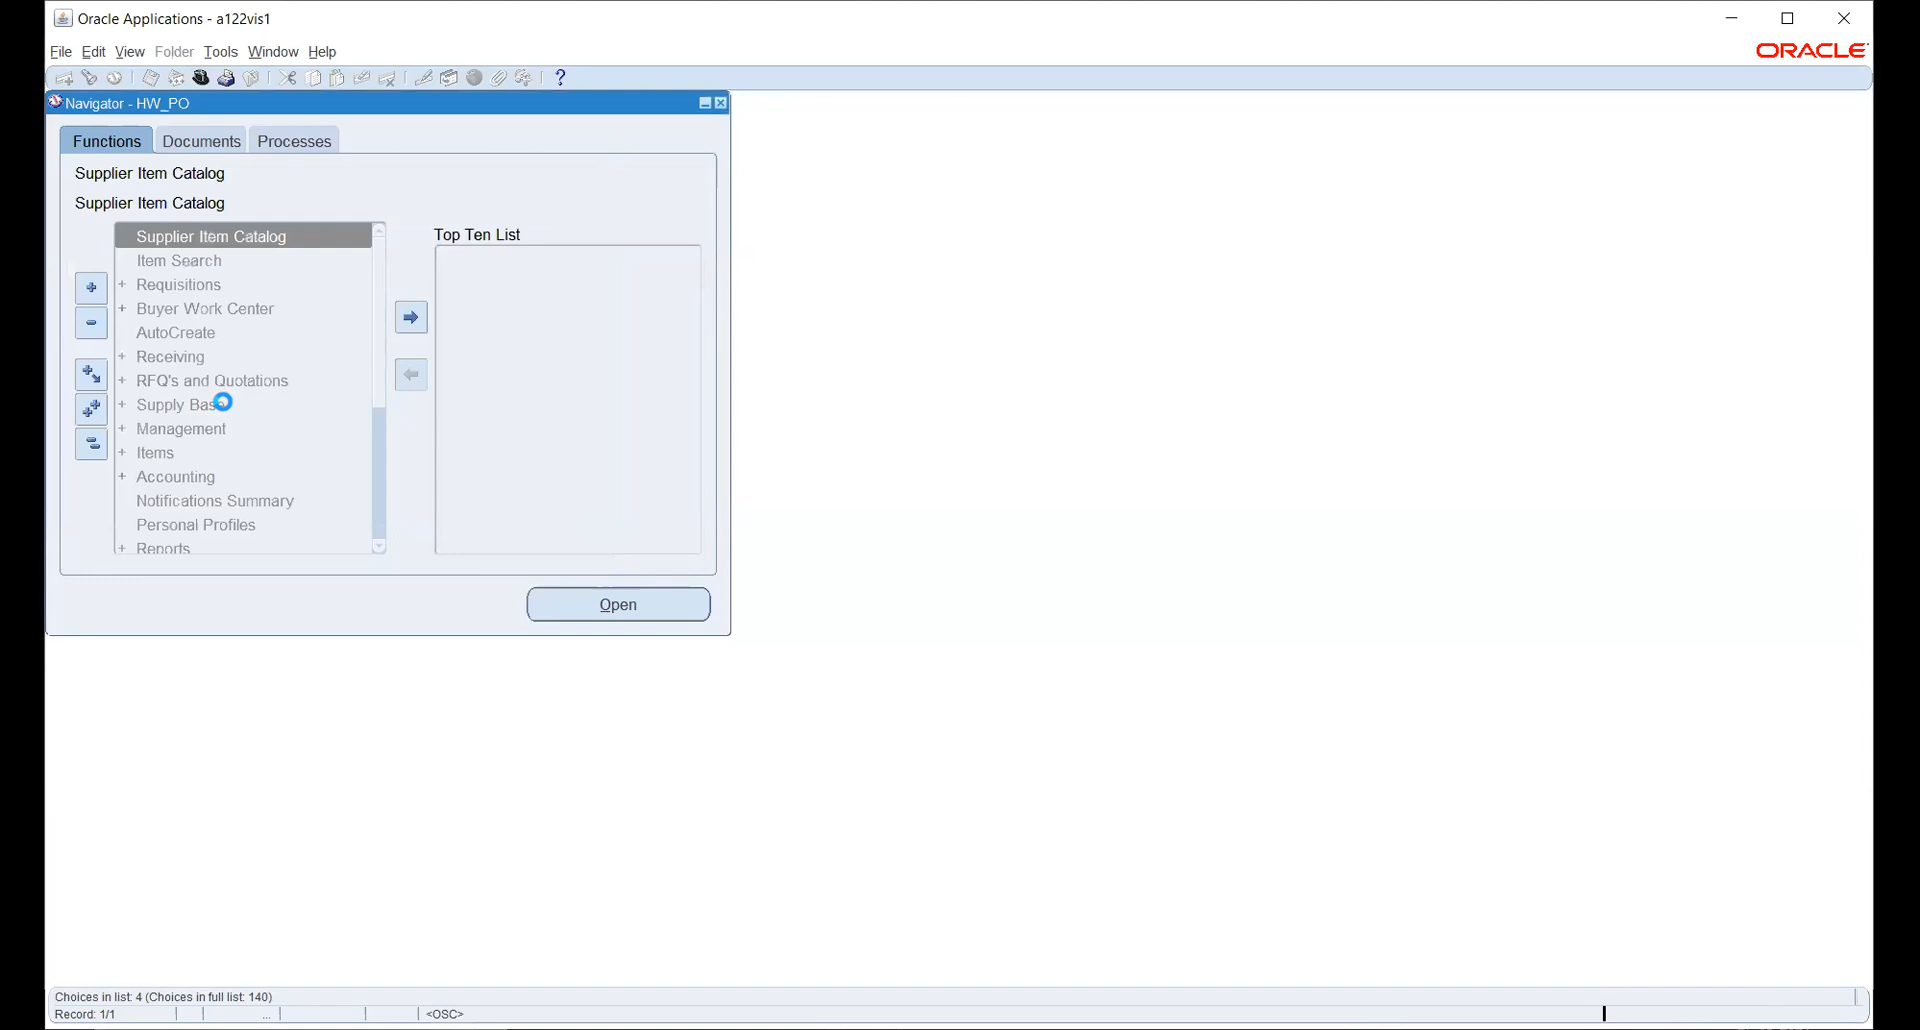 Oracle Applications - a122vis1
File Edit View Folder Tools Window Help
ORACLE
Navigator - HW_PO
Functions Documents Processes
Supplier Item Catalog
Supplier Item Catalog
Supplier Item Catalog
Top Ten List
Item Search
+ Requisitions
+ Buyer Work Center
AutoCreate
+ Receiving
+ RFQ's and Quotations
+ Supply Base
+ Management
+ Items
+ Accounting
Notifications Summary
Personal Profiles
+ Reports
Open
Choices in list: 4 (Choices in full list: 140)
Record: 1/1 ... <OSC>